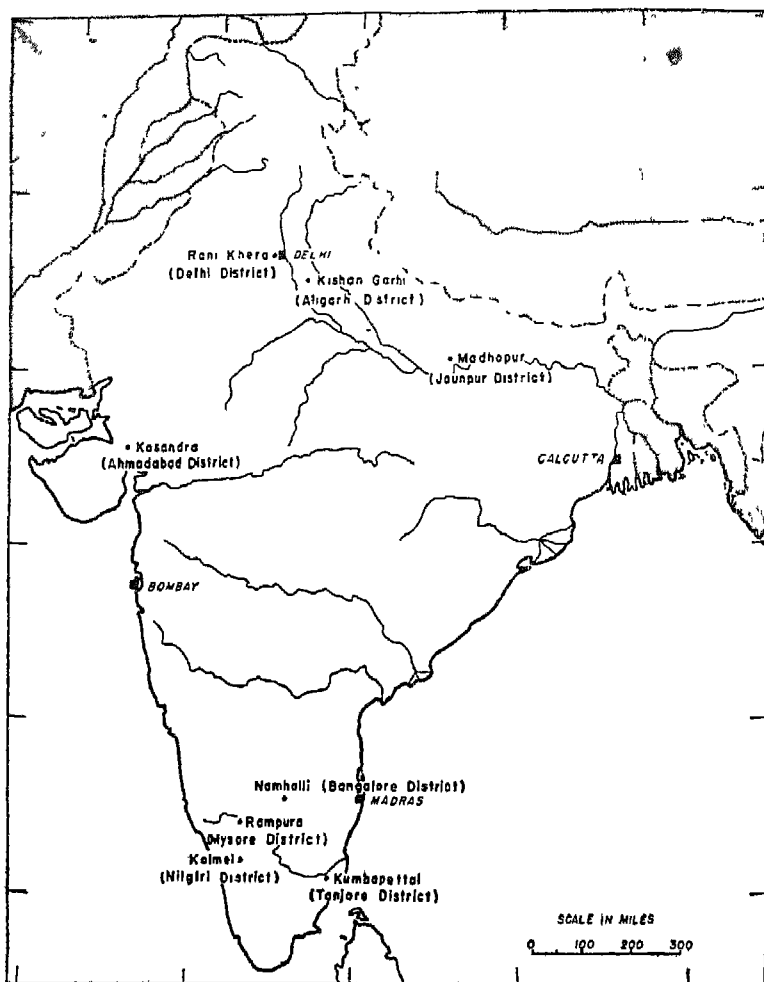 Rani Khera DELHI
(Delhi District)
Kishan Garhi
(Aligarh District)
Madhopur
(Jaunpur District)
Kasandra
(Ahmadabad District)
CALCUTTA
BOMBAY
Namhalli (Bangalore District)
MADRAS
Rampura
(Mysore District)
Kolmel
(Nilgiri District)
Kumbapettai
(Tanjore District)
SCALE IN MILES
0 100 200 300